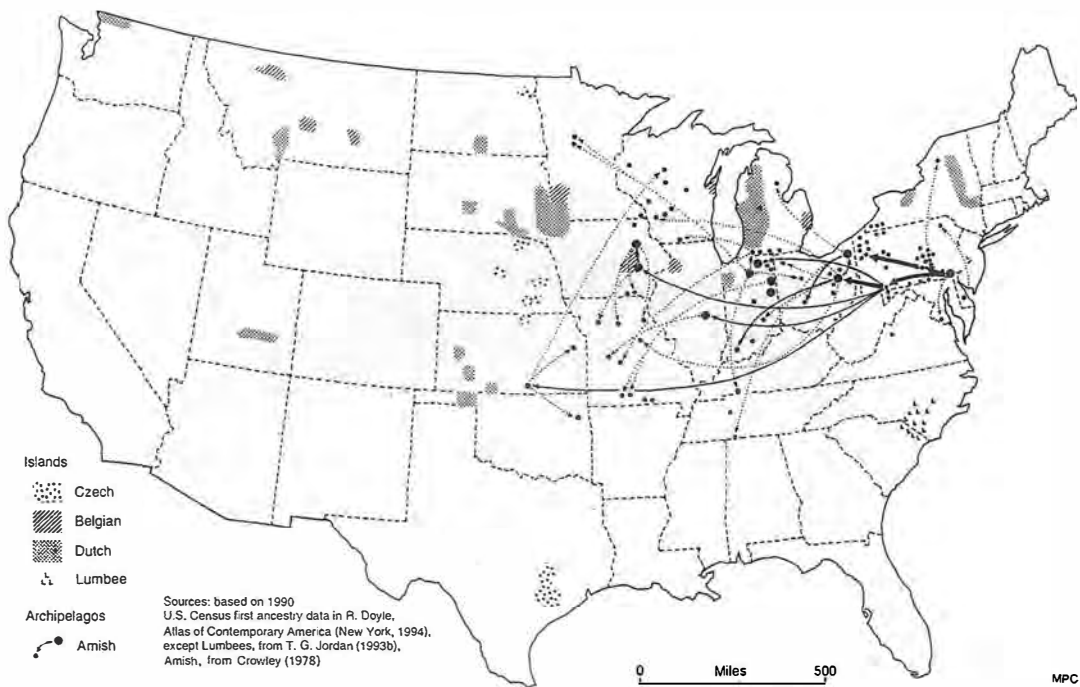 Islands
Czech
Belgian
Dutch
Lumbee
Archipelagos
Amish
Sources: based on 1990
U.S. Census first ancestry data in R. Doyle,
Atlas of Contemporary America (New York, 1994),
except Lumbees, from T. G. Jordan (1993b),
Amish, from Crowley (1978)
0 Miles 500
MPC